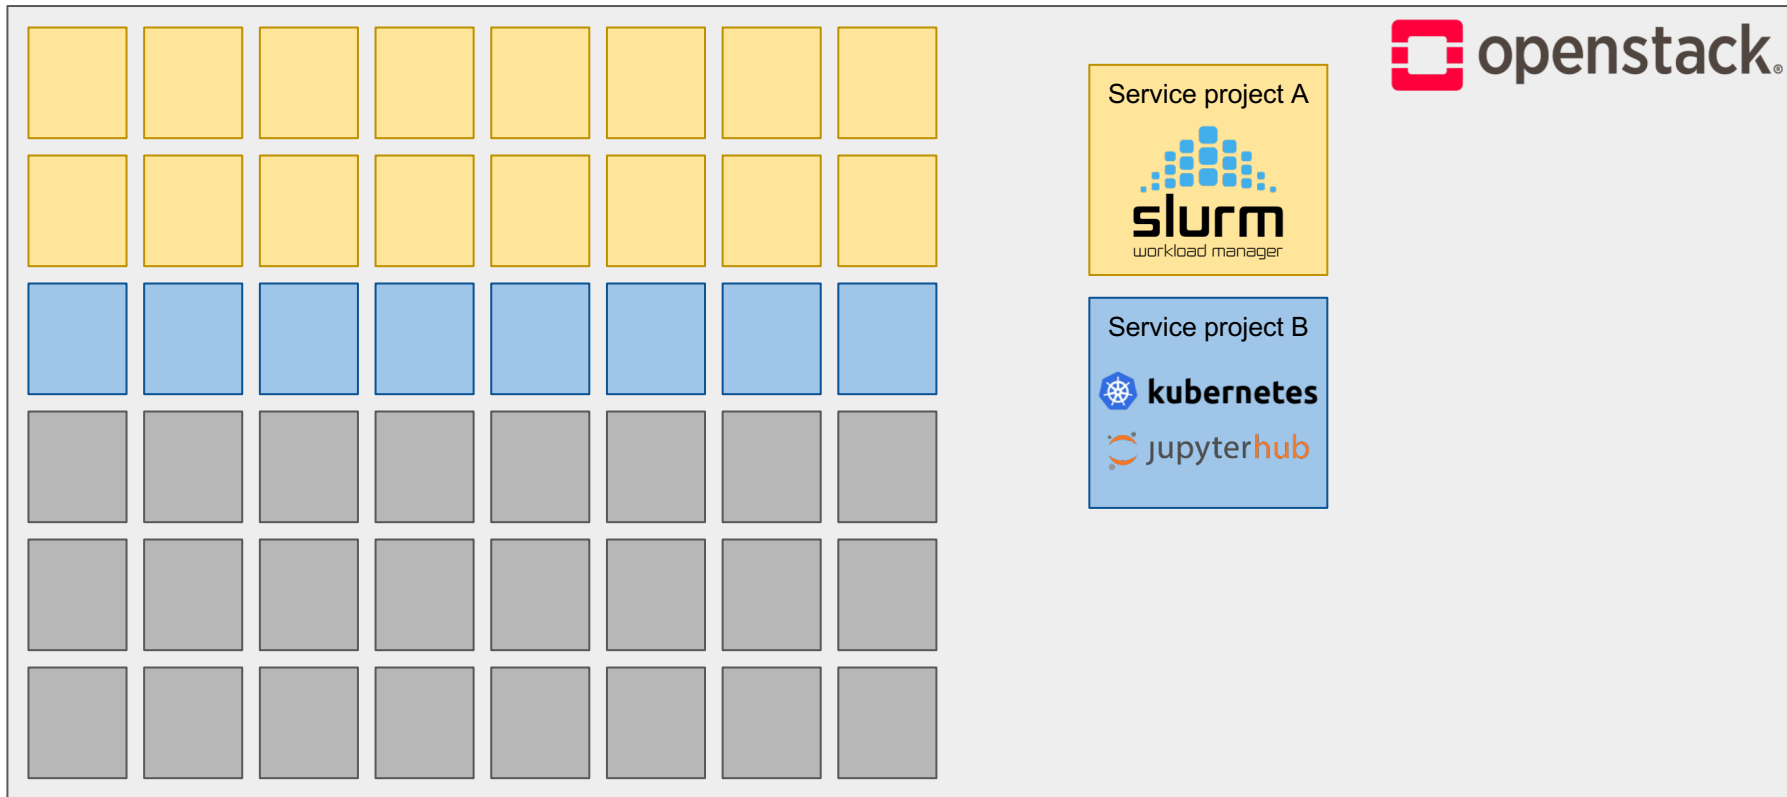 openstack.®
Service project A
slurm
workload manager
Service project B
kubernetes
jupyterhub